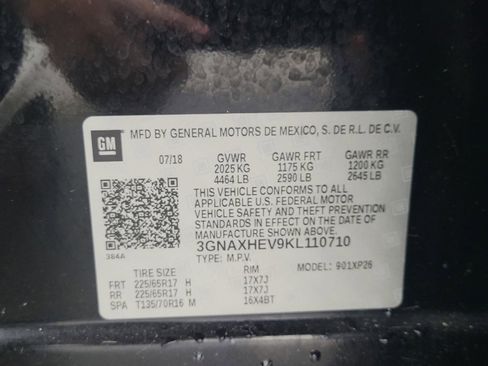 GM
MFD BY GENERAL MOTORS DE MEXICO, S. DE R.L. DE C.V.
07/18 GVWR GAWR FRT GAWR RR
2025 KG 1175 KG 1200 KG
4464 LB 2590 LB 2645 LB
THIS VEHICLE CONFORMS TO ALL
APPLICABLE U.S. FEDERAL MOTOR
VEHICLE SAFETY AND THEFT
PREVENTION STANDARDS IN
EFFECT ON THE DATE OF
MANUFACTURE SHOWN ABOVE.
3GNAXHEV9KL110710
384A TYPE: M.P.V. MODEL: 901XP26
TIRE SIZE RIM
FRT 225/65R17 H 17X7J
RR 225/65R17 H 17X7J
SPA T135/70R16 M 16X4BT